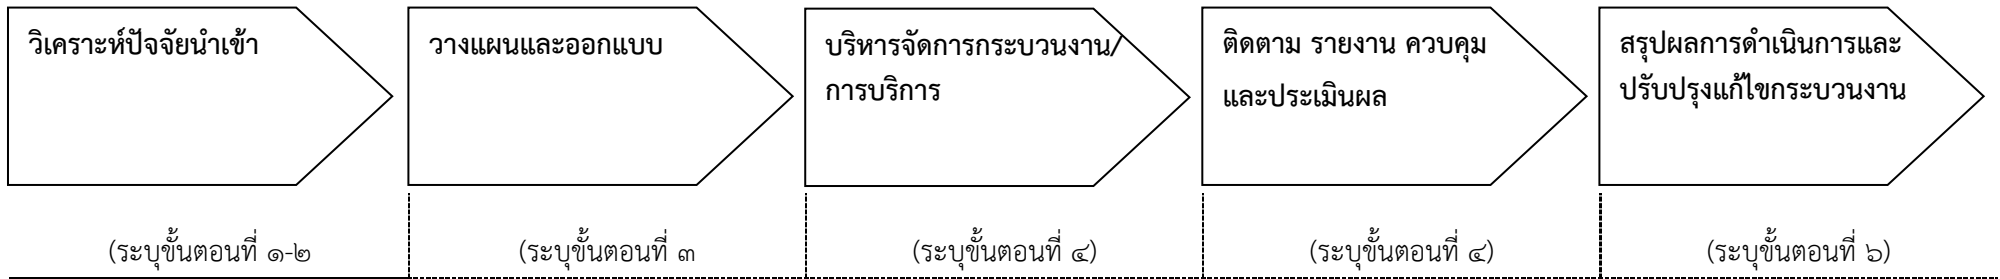 วิเคราะห์ปัจจัยนำเข้า
วางแผนและออกแบบ
บริหารจัดการกระบวนงาน/
การบริการ
ติดตาม รายงาน ควบคุม
และประเมินผล
สรุปผลการดำเนินการและ
ปรับปรุงแก้ไขกระบวนงาน
(ระบุขั้นตอนที่ ๑-๒
(ระบุขั้นตอนที่ ๓
(ระบุขั้นตอนที่ ๔)
(ระบุขั้นตอนที่ ๔)
(ระบุขั้นตอนที่ ๖)